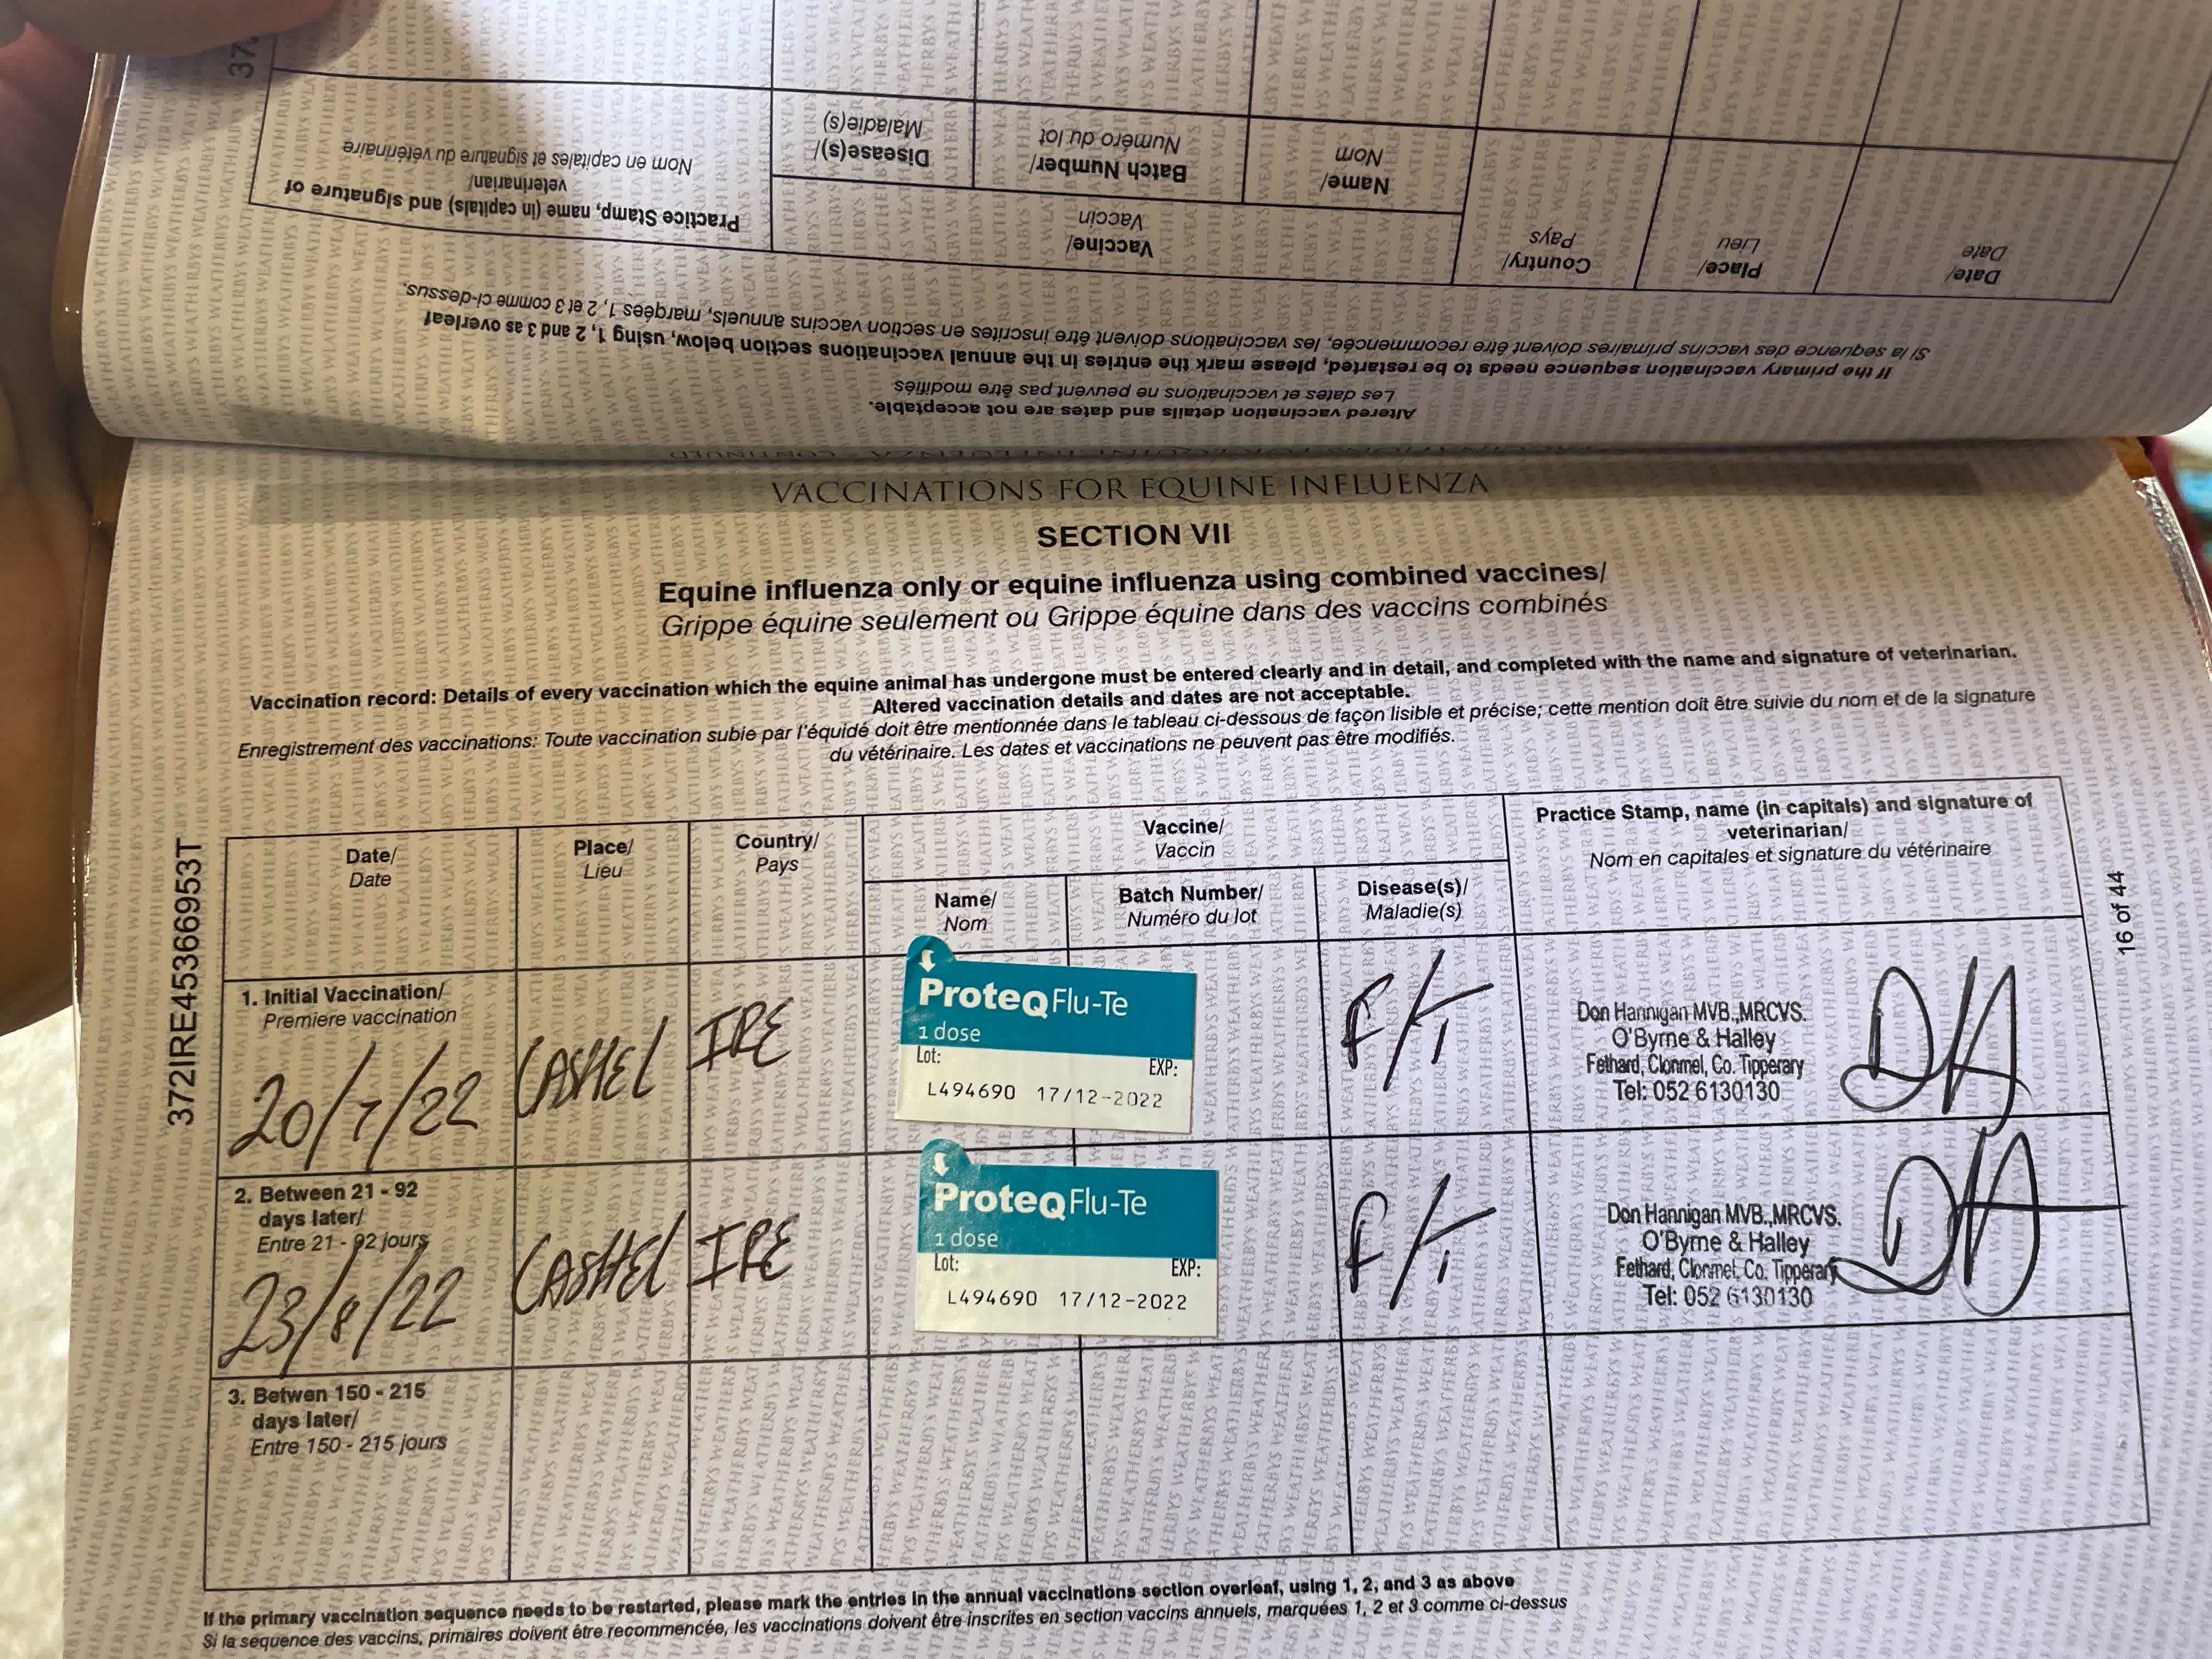 Practice Stamp, name (in capitals) and signature of
veterinarian/
Nom en capitales et signature du vétérinaire
Vaccine/
Vaccin
Disease(s)/
Maladie(s)
Batch Number/
Numéro du lot
Name/
Nom
Country/
Pays
Place/
Lieu
Date/
Date
If the primary vaccination sequence needs to be restarted, please mark the entries in the annual vaccinations section below, using 1, 2 and 3 as overleaf
Si la séquence des vaccins primaires doivent être recommencée, les vaccinations doivent être inscrites en section vaccins annuels, marquées 1, 2 et 3 comme ci-dessus.
Altered vaccination details and dates are not acceptable.
Les dates et vaccinations ne peuvent pas être modifiés
VACCINATIONS FOR EQUINE INFLUENZA
SECTION VII
Equine influenza only or equine influenza using combined vaccines/
Grippe équine seulement ou Grippe équine dans des vaccins combinés
Vaccination record: Details of every vaccination which the equine animal has undergone must be entered clearly and in detail, and completed with the name and signature of veterinarian.
Altered vaccination details and dates are not acceptable.
Enregistrement des vaccinations: Toute vaccination subie par l'équidé doit être mentionnée dans le tableau ci-dessous de façon lisible et précise; cette mention doit être suivie du nom et de la signature
du vétérinaire. Les dates et vaccinations ne peuvent pas être modifiés.
372IRE45366953T
16 of 44
Date/
Date
Place/
Lieu
Country/
Pays
Vaccine/
Vaccin
Name/
Nom
Batch Number/
Numéro du lot
Disease(s)/
Maladie(s)
Practice Stamp, name (in capitals) and signature of
veterinarian/
Nom en capitales et signature du vétérinaire
1. Initial Vaccination/
Premiere vaccination
20/7/22
CASHEL
IRE
ProteQ Flu-Te
1 dose
Lot: EXP:
L494690 17/12-2022
F/T
Don Hannigan MVB.,MRCVS.
O'Byrne & Halley
Fethard, Clonmel, Co. Tipperary
Tel: 052 6130130
DH
2. Between 21 - 92
days later/
Entre 21 - 92 jours
23/8/22
CASHEL
IRE
ProteQ Flu-Te
1 dose
Lot: EXP:
L494690 17/12-2022
F/T
Don Hannigan MVB.,MRCVS.
O'Byrne & Halley
Fethard, Clonmel, Co. Tipperary
Tel: 052 6130130
DH
3. Betwen 150 - 215
days later/
Entre 150 - 215 jours
If the primary vaccination sequence needs to be restarted, please mark the entries in the annual vaccinations section overleaf, using 1, 2, and 3 as above
Si la sequence des vaccins, primaires doivent être recommencée, les vaccinations doivent être inscrites en section vaccins annuels, marquées 1, 2 et 3 comme ci-dessus